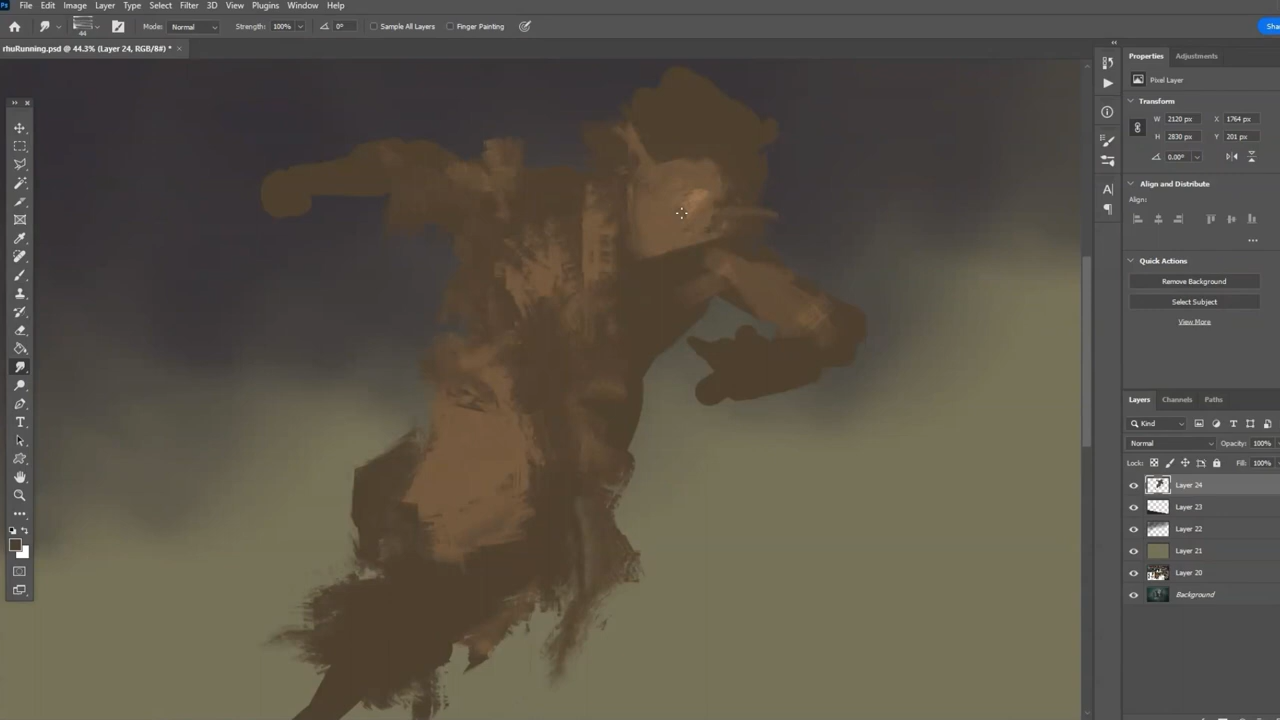 Ps File Edit Image Layer Type Select Filter 3D View Plugins Window Help
44 Mode: Normal Strength: 100% 0° Sample All Layers Finger Painting
rhuRunning.psd @ 44.3% (Layer 24, RGB/8#) * ×
Properties Adjustments
Pixel Layer
Transform
W 2120 px X 1764 px
H 2830 px Y 201 px
0.00°
Align and Distribute
Align:
Quick Actions
Remove Background
Select Subject
View More
Layers Channels Paths
Kind
Normal Opacity: 100%
Lock: Fill: 100%
Layer 24
Layer 23
Layer 22
Layer 21
Layer 20
Background